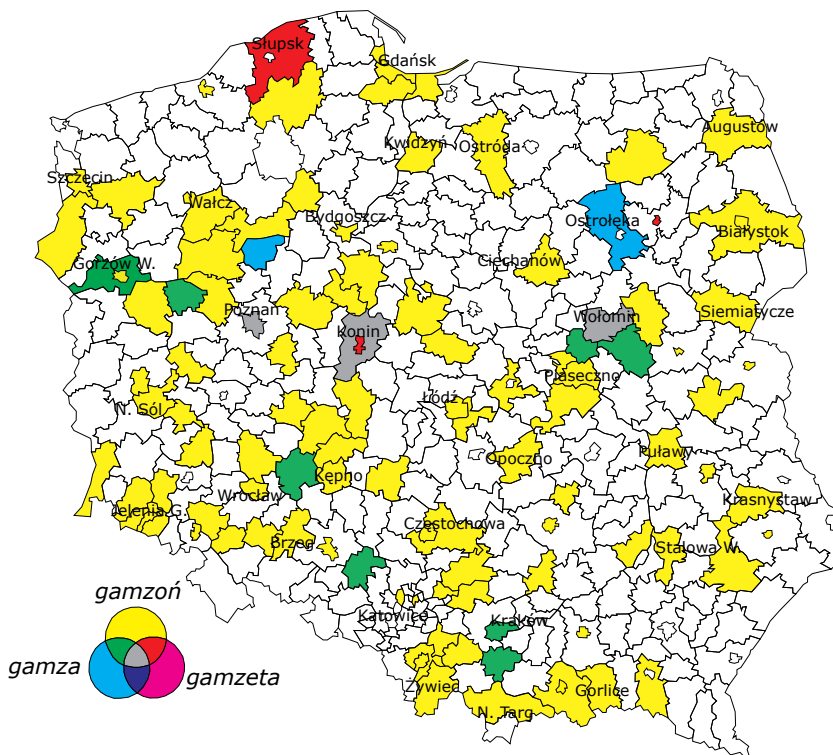 Słupsk
Gdańsk
Augustów
Kwidzyń
Ostróda
Szczecin
Wałcz
Bydgoszcz
Ostrołęka
Białystok
Ciechanów
Gorzów W.
Poznań
Konin
Wołomin
Siemiatycze
Piaseczno
Łódź
N. Sól
Opoczno
Puławy
Kępno
Wrocław
Krasnystaw
Jelenia G.
Częstochowa
Brzeg
Stalowa W.
gamzoń
Katowice
Kraków
gamza
gamzeta
Żywiec
Gorlice
N. Targ